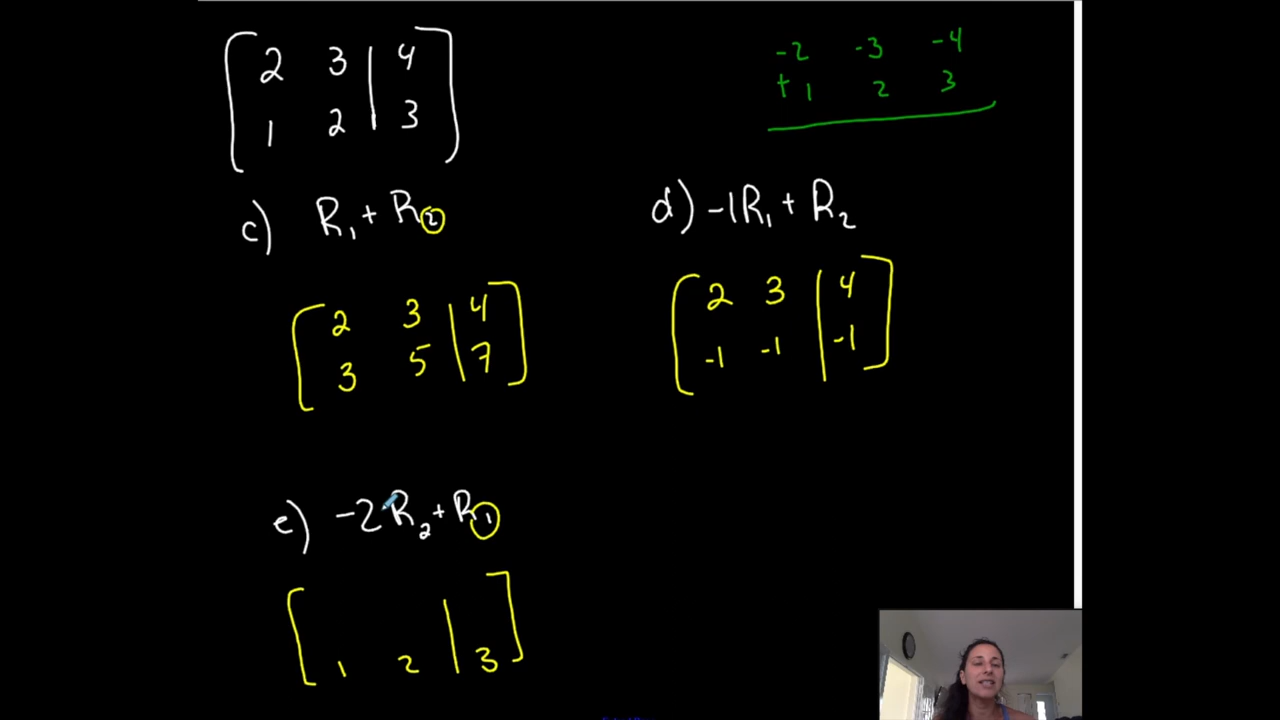 2 3 | 4
1 2 | 3
-2 -3 -4
+ 1 2 3
c) R₁ + R₂
2 3 | 4
3 5 | 7
d) -1R₁ + R₂
2 3 | 4
-1 -1 | -1
e) -2R₂ + R₁
1 2 | 3